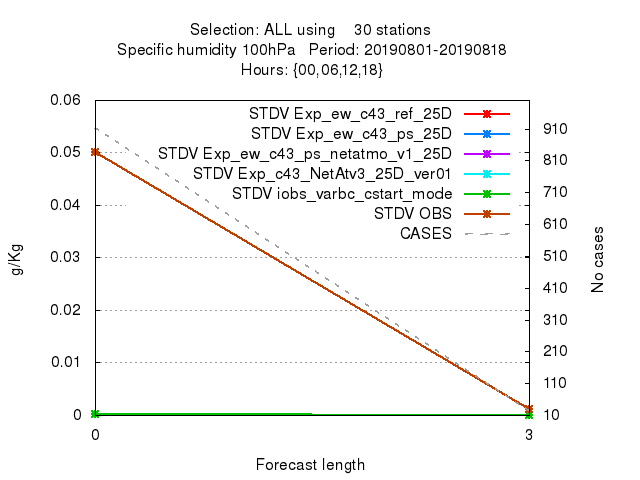 Selection: ALL using 30 stations
Specific humidity 100hPa Period: 20190801-20190818
Hours: {00,06,12,18}
0.06
0.05
0.04
0.03
0.02
0.01
0
g/Kg
STDV Exp_ew_c43_ref_25D
STDV Exp_ew_c43_ps_25D
STDV Exp_ew_c43_ps_netatmo_v1_25D
STDV Exp_c43_NetAtv3_25D_ver01
STDV iobs_varbc_cstart_mode
STDV OBS
CASES
910
810
710
610
510
410
310
210
110
10
No cases
0 3
Forecast length